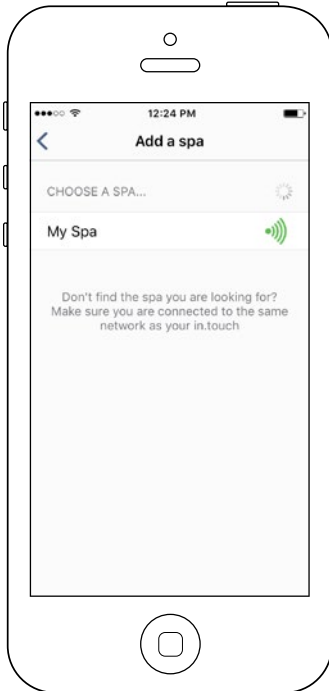 12:24 PM
Add a spa
CHOOSE A SPA...
My Spa
Don't find the spa you are looking for?
Make sure you are connected to the same
network as your in.touch